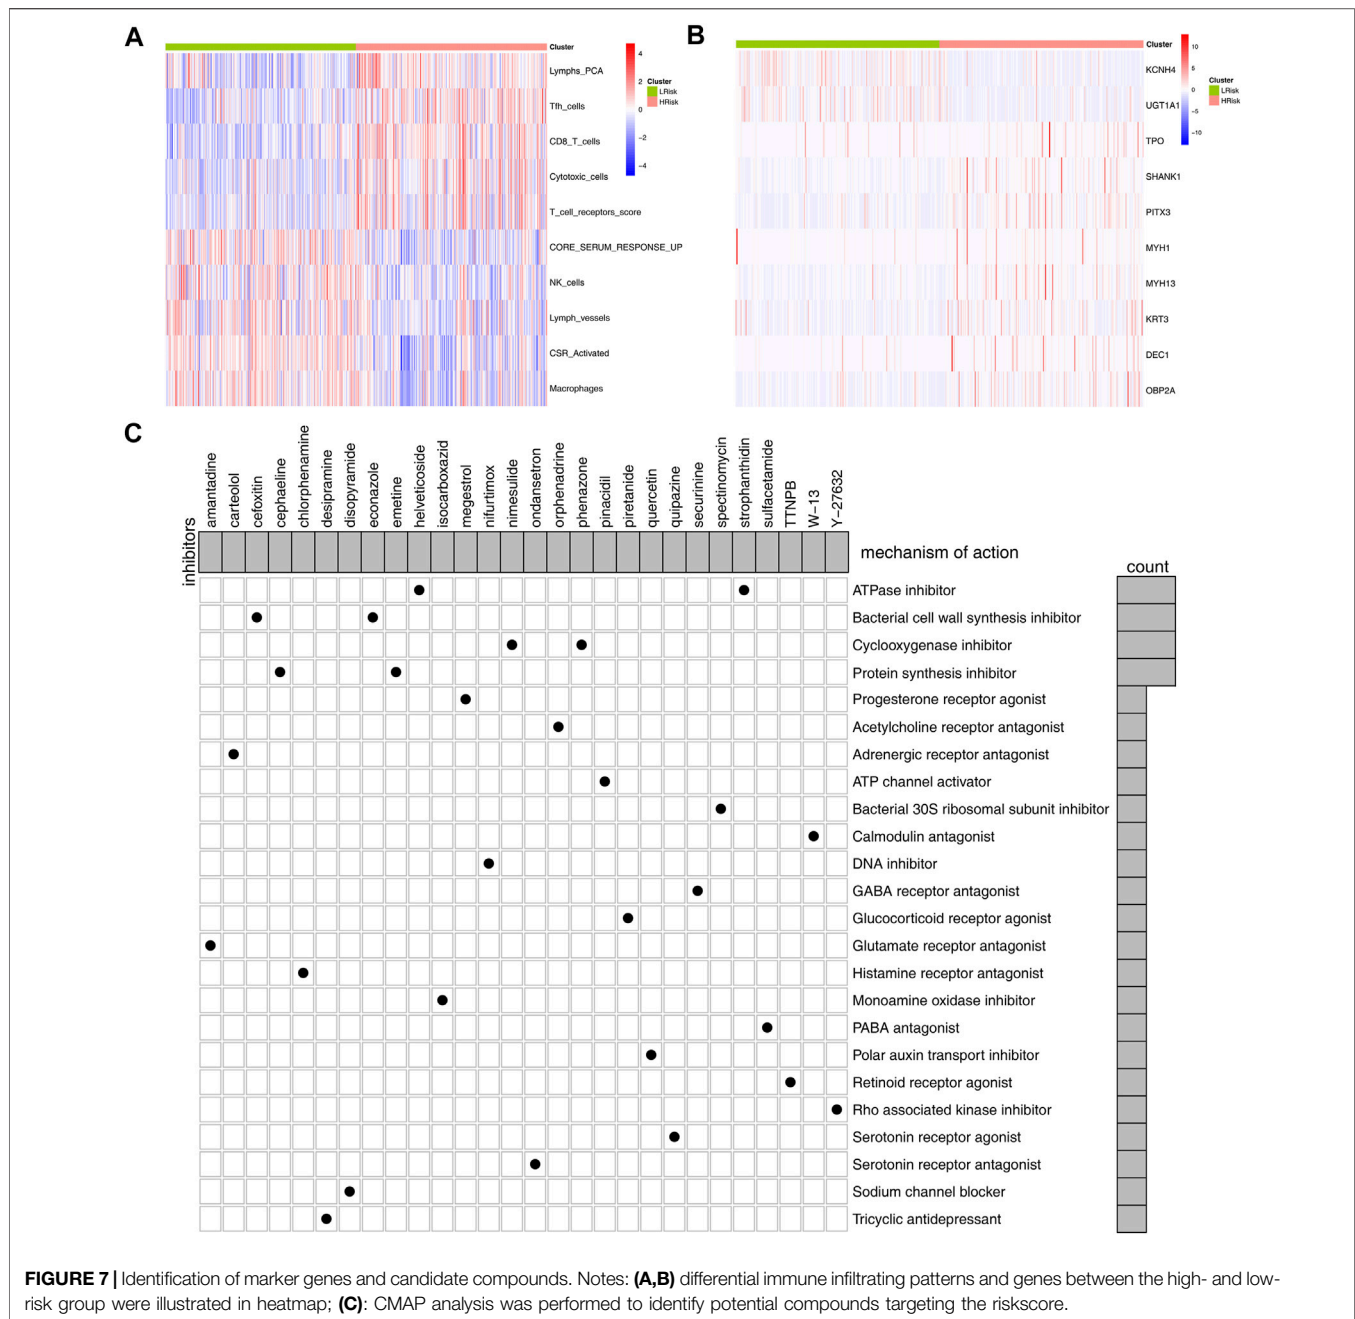 A
Cluster
Lymphs_PCA
Tfh_cells
CD8_T_cells
Cytotoxic_cells
T_cell_receptors_score
CORE_SERUM_RESPONSE_UP
NK_cells
Lymph_vessels
CSR_Activated
Macrophages
4
2
0
−2
−4
Cluster
LRisk
HRisk
B
Cluster
KCNH4
UGT1A1
TPO
SHANK1
PITX3
MYH1
MYH13
KRT3
DEC1
OBP2A
10
5
0
−5
−10
Cluster
LRisk
HRisk
C
inhibitors
amantadine
carteolol
cefoxitin
cephaeline
chlorphenamine
desipramine
disopyramide
econazole
emetine
helveticoside
isocarboxazid
megestrol
nifurtimox
nimesulide
ondansetron
orphenadrine
phenazone
pinacidil
piretanide
quercetin
quipazine
securinine
spectinomycin
strophanthidin
sulfacetamide
TTNPB
W−13
Y−27632
mechanism of action
count
ATPase inhibitor
Bacterial cell wall synthesis inhibitor
Cyclooxygenase inhibitor
Protein synthesis inhibitor
Progesterone receptor agonist
Acetylcholine receptor antagonist
Adrenergic receptor antagonist
ATP channel activator
Bacterial 30S ribosomal subunit inhibitor
Calmodulin antagonist
DNA inhibitor
GABA receptor antagonist
Glucocorticoid receptor agonist
Glutamate receptor antagonist
Histamine receptor antagonist
Monoamine oxidase inhibitor
PABA antagonist
Polar auxin transport inhibitor
Retinoid receptor agonist
Rho associated kinase inhibitor
Serotonin receptor agonist
Serotonin receptor antagonist
Sodium channel blocker
Tricyclic antidepressant
FIGURE 7 | Identification of marker genes and candidate compounds. Notes: (A,B) differential immune infiltrating patterns and genes between the high- and low-
risk group were illustrated in heatmap; (C): CMAP analysis was performed to identify potential compounds targeting the riskscore.